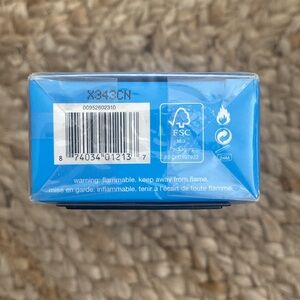 X343CN
00952602310
FSC
8 74034 01213 7
warning: flammable. keep away from flame.
mise en garde: inflammable, tenir à l'écart de toute flamme.